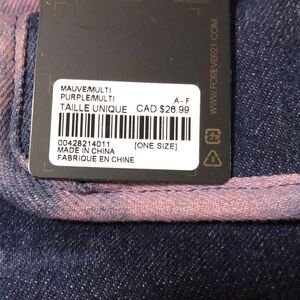 MAUVE/MULTI
PURPLE/MULTI A - F
TAILLE UNIQUE CAD $26.99
00428214011 [ONE SIZE]
MADE IN CHINA
FABRIQUE EN CHINE
WWW.FOREVER21.COM